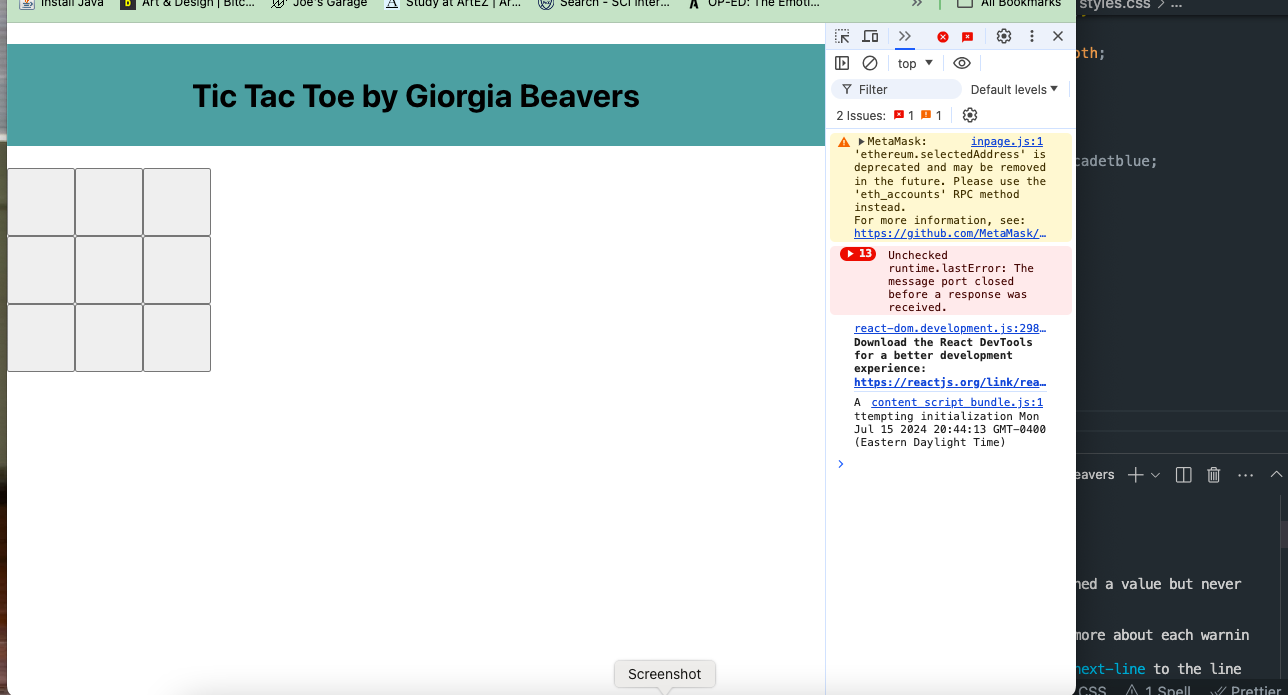 Install Java
Art & Design | Bitc...
Joe's Garage
Study at ArtEZ | Ar...
Search - SCI Inter...
OP-ED: The Emoti...
All Bookmarks
styles.css > ...
Tic Tac Toe by Giorgia Beavers
top
Filter
Default levels
2 Issues: 1 1
MetaMask: inpage.js:1
'ethereum.selectedAddress' is
deprecated and may be removed
in the future. Please use the
'eth_accounts' RPC method
instead.
For more information, see:
https://github.com/MetaMask/…
13 Unchecked
runtime.lastError: The
message port closed
before a response was
received.
react-dom.development.js:298…
Download the React DevTools
for a better development
experience:
https://reactjs.org/link/rea…
A content script bundle.js:1
ttempting initialization Mon
Jul 15 2024 20:44:13 GMT-0400
(Eastern Daylight Time)
Screenshot
oth;
cadetblue;
eavers
ned a value but never
more about each warnin
next-line to the line
CSS 1 Spell Prettier